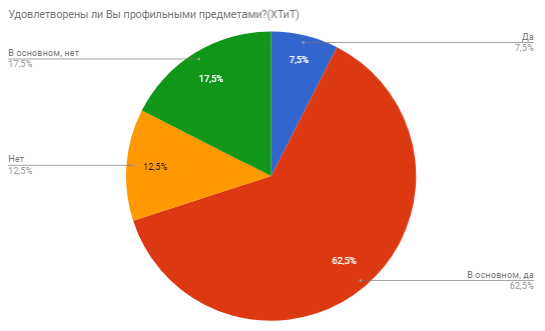 Удовлетворены ли Вы профильными предметами?(ХТиТ)
Да
7,5%
7,5%
В основном, нет
17,5%
17,5%
Нет
12,5%
12,5%
62,5%
В основном, да
62,5%